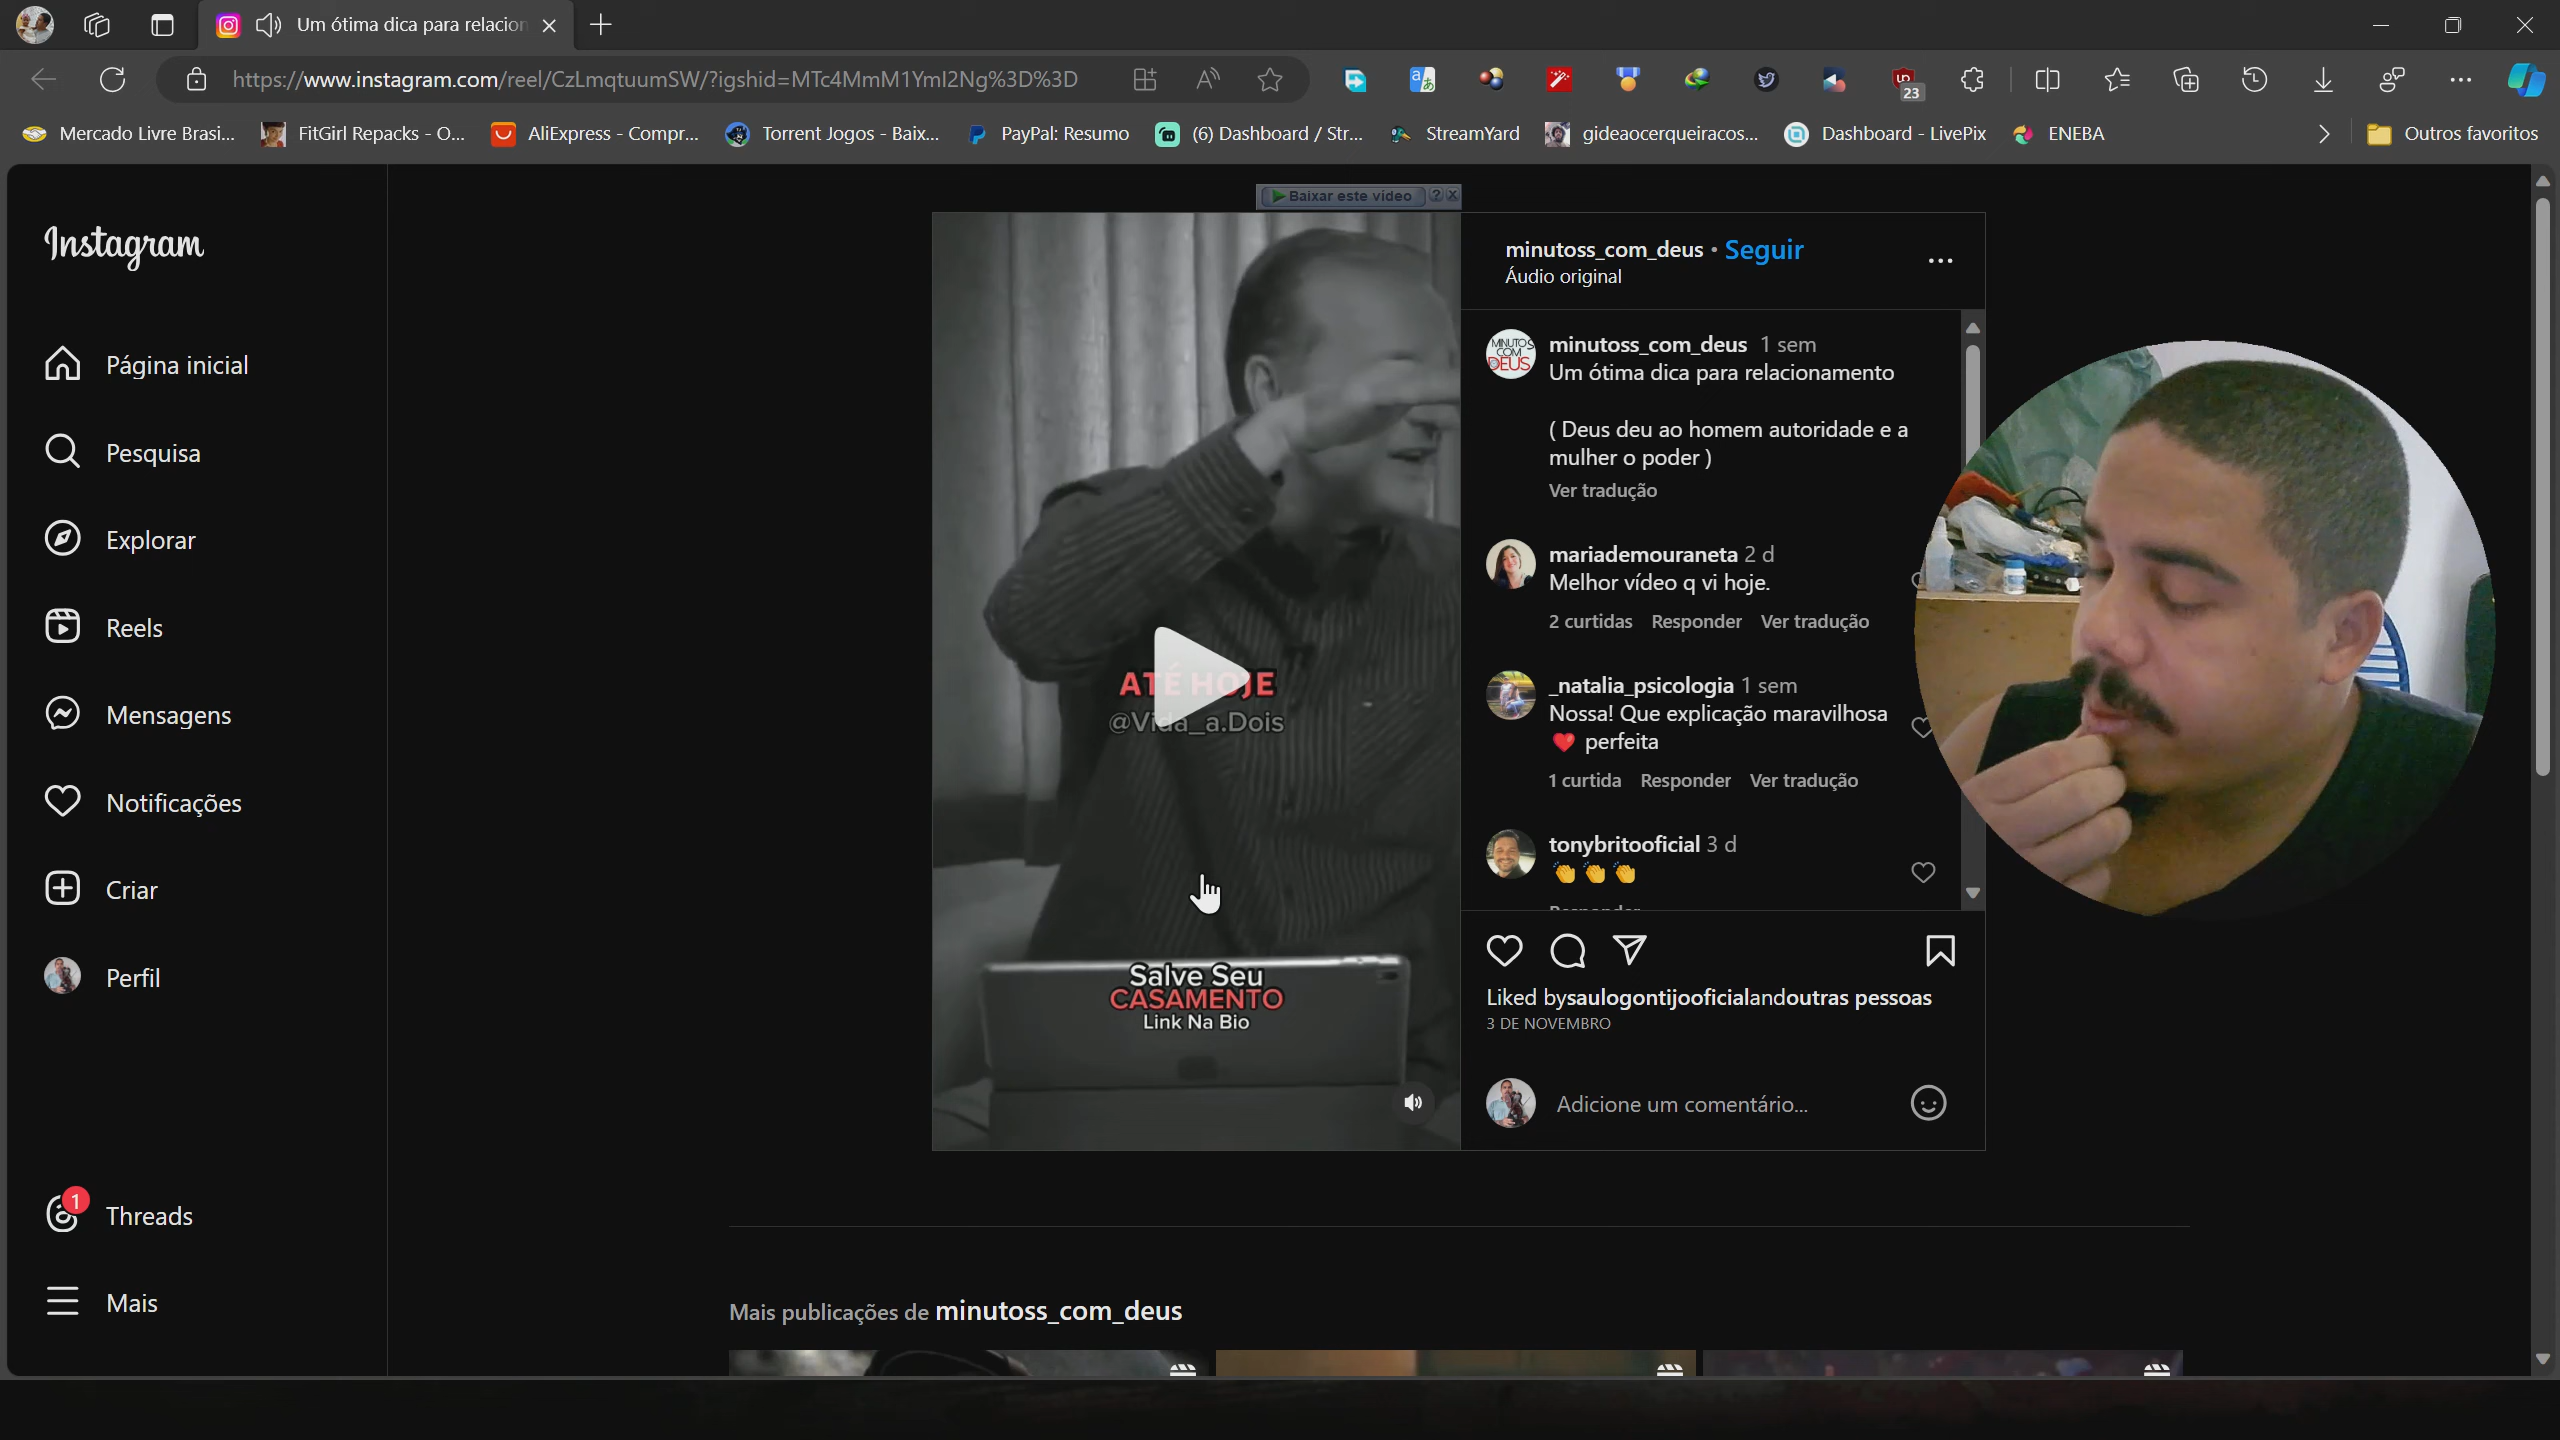 Um ótima dica para relacion
https://www.instagram.com/reel/CzLmqtuumSW/?igshid=MTc4MmM1YmI2Ng%3D%3D
23
Mercado Livre Brasi...
FitGirl Repacks - O...
AliExpress - Compr...
Torrent Jogos - Baix...
PayPal: Resumo
(6) Dashboard / Str...
StreamYard
gideaocerqueiracos...
Dashboard - LivePix
ENEBA
Outros favoritos
Instagram
Página inicial
Pesquisa
Explorar
Reels
Mensagens
Notificações
Criar
Perfil
1
Threads
Mais
Baixar este vídeo
ATÉ HOJE
@Vida_a.Dois
Salve Seu
CASAMENTO
Link Na Bio
minutoss_com_deus • Seguir
Áudio original
MINUTOS
COM
DEUS
minutoss_com_deus 1 sem
Um ótima dica para relacionamento
( Deus deu ao homem autoridade e a
mulher o poder )
Ver tradução
mariademouraneta 2 d
Melhor vídeo q vi hoje.
2 curtidas Responder Ver tradução
_natalia_psicologia 1 sem
Nossa! Que explicação maravilhosa
❤️ perfeita
1 curtida Responder Ver tradução
tonybritooficial 3 d
👏👏👏
Responder
Liked bysaulogontijooficialandoutras pessoas
3 DE NOVEMBRO
Adicione um comentário...
Mais publicações de minutoss_com_deus